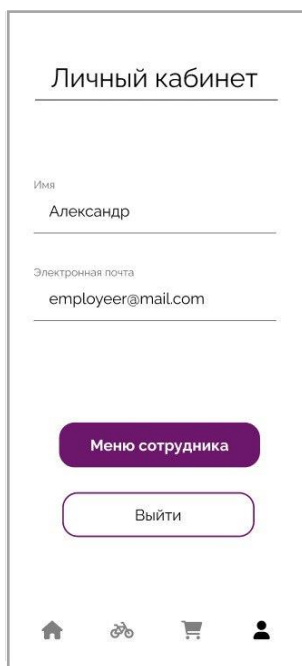 Личный кабинет
Имя
Александр
Электронная почта
employeer@mail.com
Меню сотрудника
Выйти